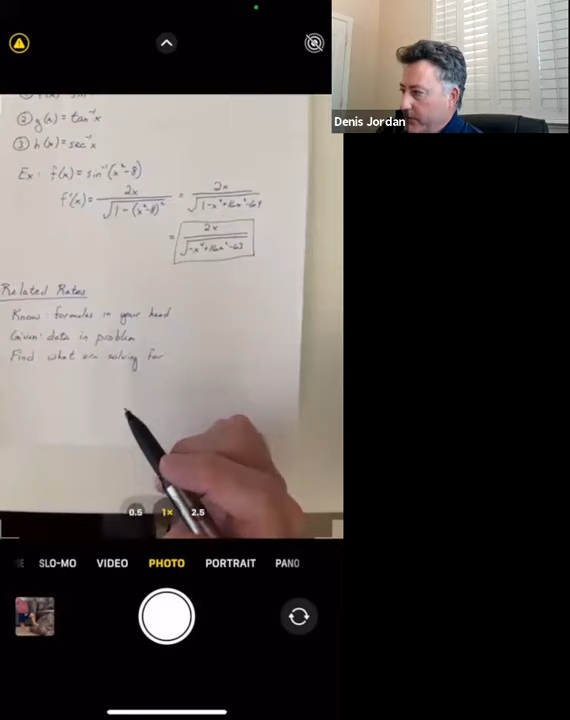 Denis Jordan
② g(x) = tan⁻¹x
③ h(x) = sec⁻¹x
Ex: f(x) = sin⁻¹(x²-8)
f'(x) = 2x / √(1-(x²-8)²) = 2x / √(1-x⁴+16x²-64)
= 2x / √(-x⁴+16x²-63)
Related Rates
Know: formulas in your head
Given: data in problem
Find what are solving for
0.5 1× 2.5
SLO-MO VIDEO PHOTO PORTRAIT PANO